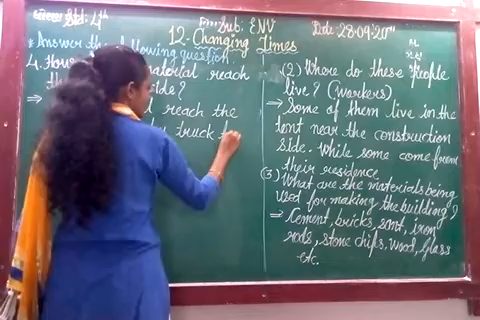 Std: 4th
Sub: ENV
Date 28.09.20
12. Changing Times
* Answer the following question.
4. How material reach
the side?
⇒ reach the
truck
(2) Where do these people
live? (Workers)
⇒ Some of them live in the
tent near the construction
side. While some come from
their residence
(3) What are the materials being
used for making the building?
⇒ Cement, bricks, sant, iron
rods, stone chips, wood, glass
etc.